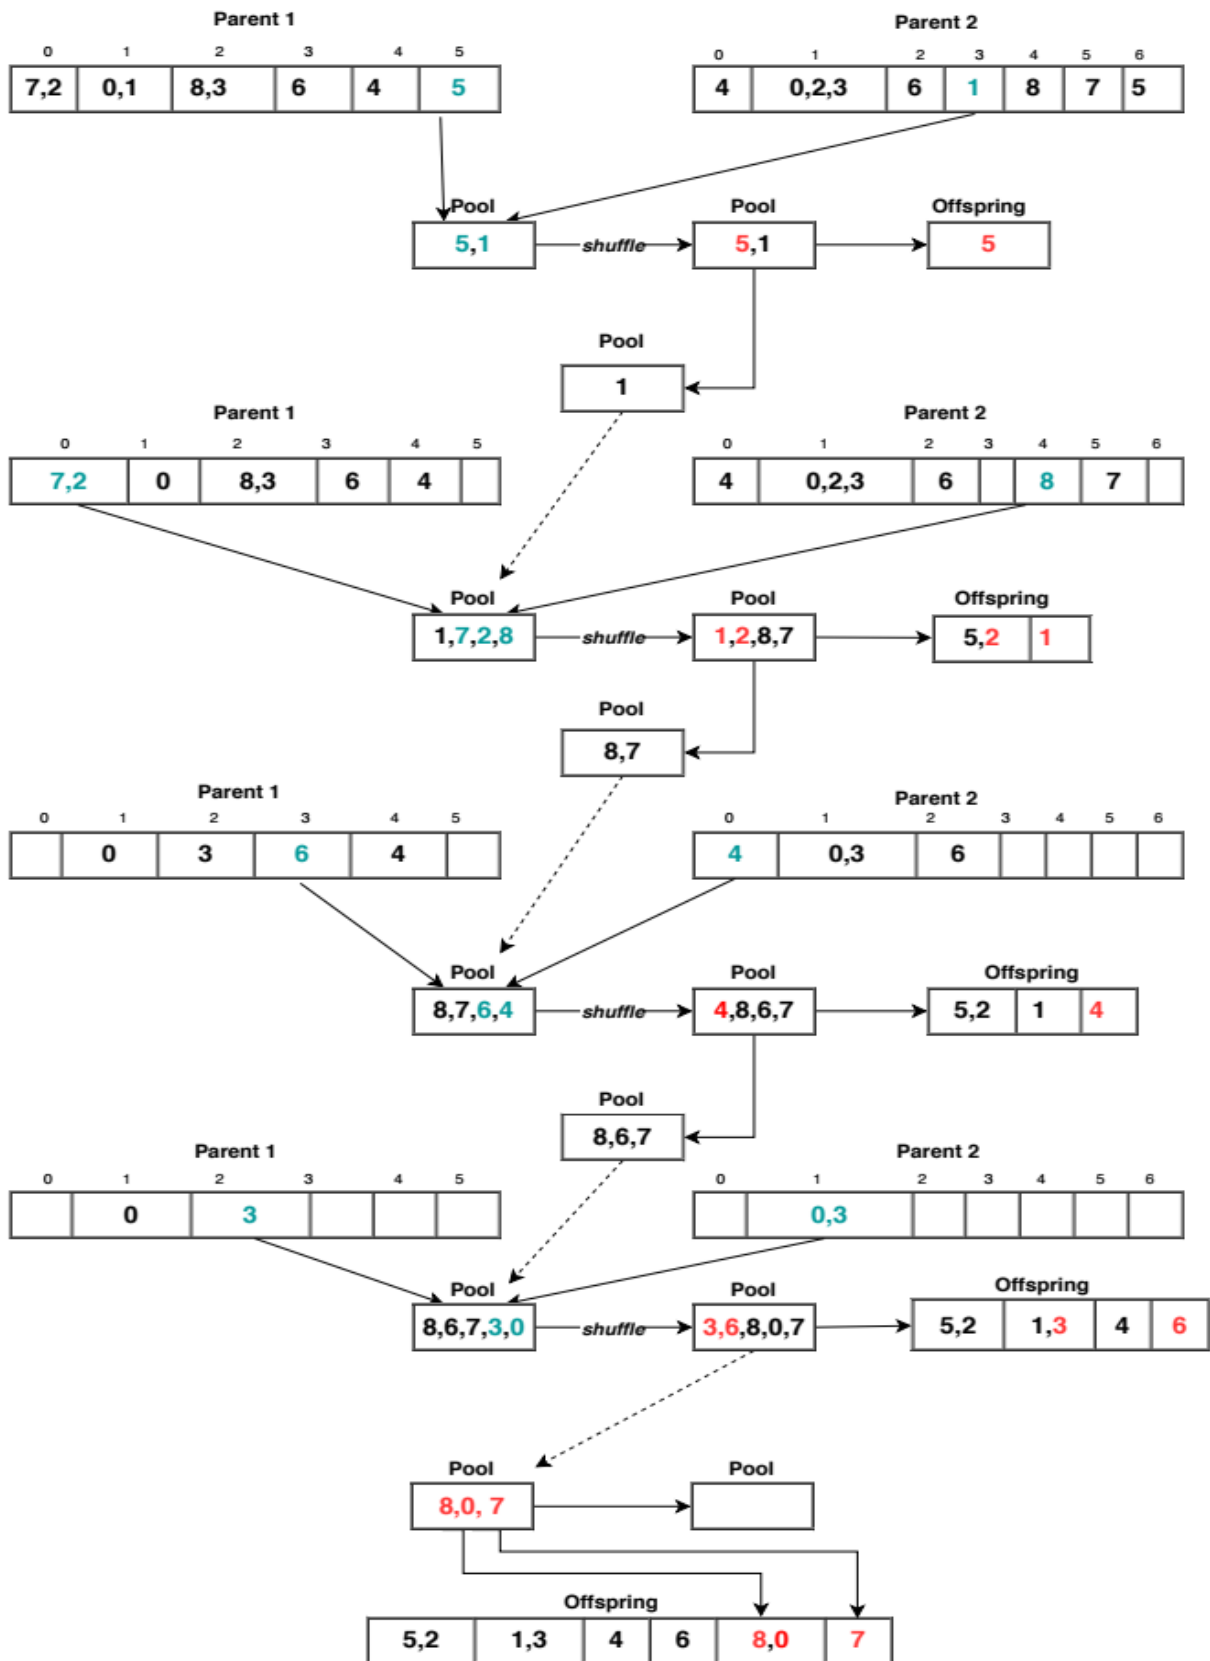 Parent 1 Parent 2
0 1 2 3 4 5 0 1 2 3 4 5 6
7,2 0,1 8,3 6 4 5 4 0,2,3 6 1 8 7 5
Pool Pool Offspring
5,1 shuffle 5,1 5
Pool
1
Parent 1 Parent 2
0 1 2 3 4 5 0 1 2 3 4 5 6
7,2 0 8,3 6 4 4 0,2,3 6 8 7
Pool Pool Offspring
1,7,2,8 shuffle 1,2,8,7 5,2 1
Pool
8,7
Parent 1 Parent 2
0 1 2 3 4 5 0 1 2 3 4 5 6
0 3 6 4 4 0,3 6
Pool Pool Offspring
8,7,6,4 shuffle 4,8,6,7 5,2 1 4
Pool
8,6,7
Parent 1 Parent 2
0 1 2 3 4 5 0 1 2 3 4 5 6
0 3 0,3
Pool Pool Offspring
8,6,7,3,0 shuffle 3,6,8,0,7 5,2 1,3 4 6
Pool Pool
8,0, 7
Offspring
5,2 1,3 4 6 8,0 7